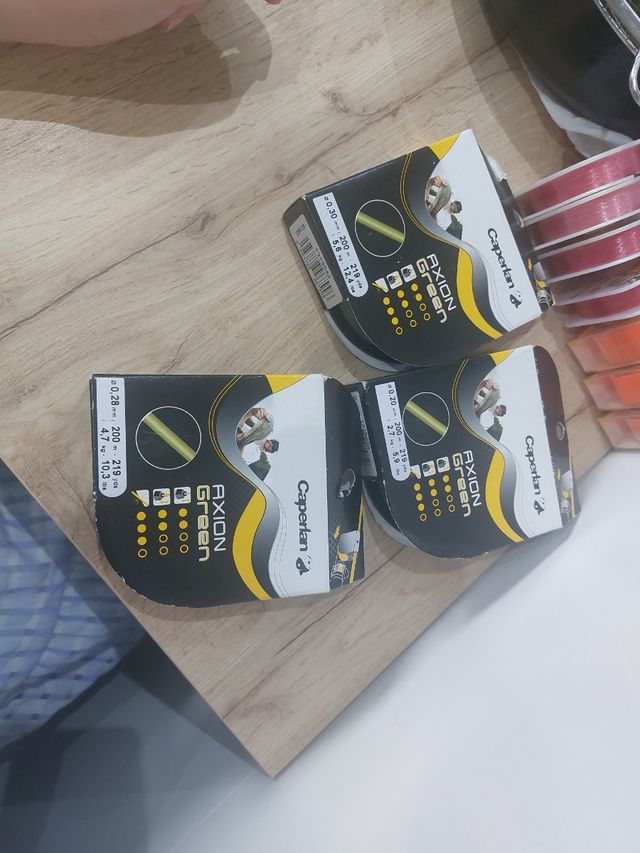 Caperlan
AXION
Green
Ø 0,30 mm 200 m - 219 yds
5,6 kg - 12,4 lbs
Caperlan
AXION
Green
Ø 0,20 mm 200 m - 219 yds
2,7 kg - 5,9 lbs
Caperlan
AXION
Green
Ø 0,28 mm 200 m - 219 yds
4,7 kg - 10,3 lbs